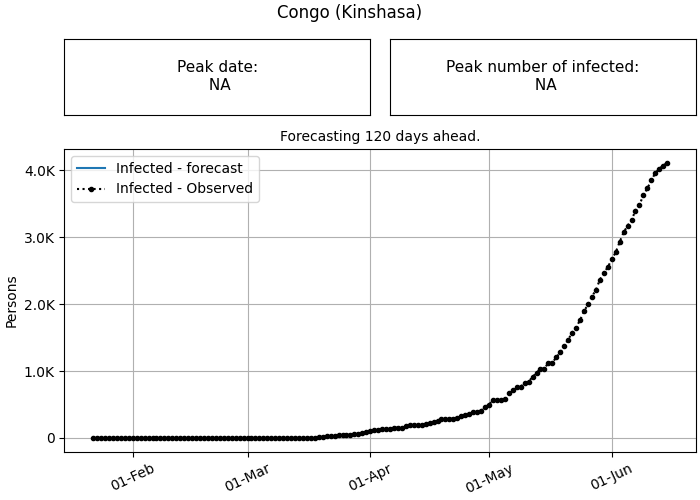 Congo (Kinshasa)
Peak date:
NA
Peak number of infected:
NA
Forecasting 120 days ahead.
Infected - forecast
Infected - Observed
4.0K
3.0K
2.0K
1.0K
0
Persons
01-Feb
01-Mar
01-Apr
01-May
01-Jun